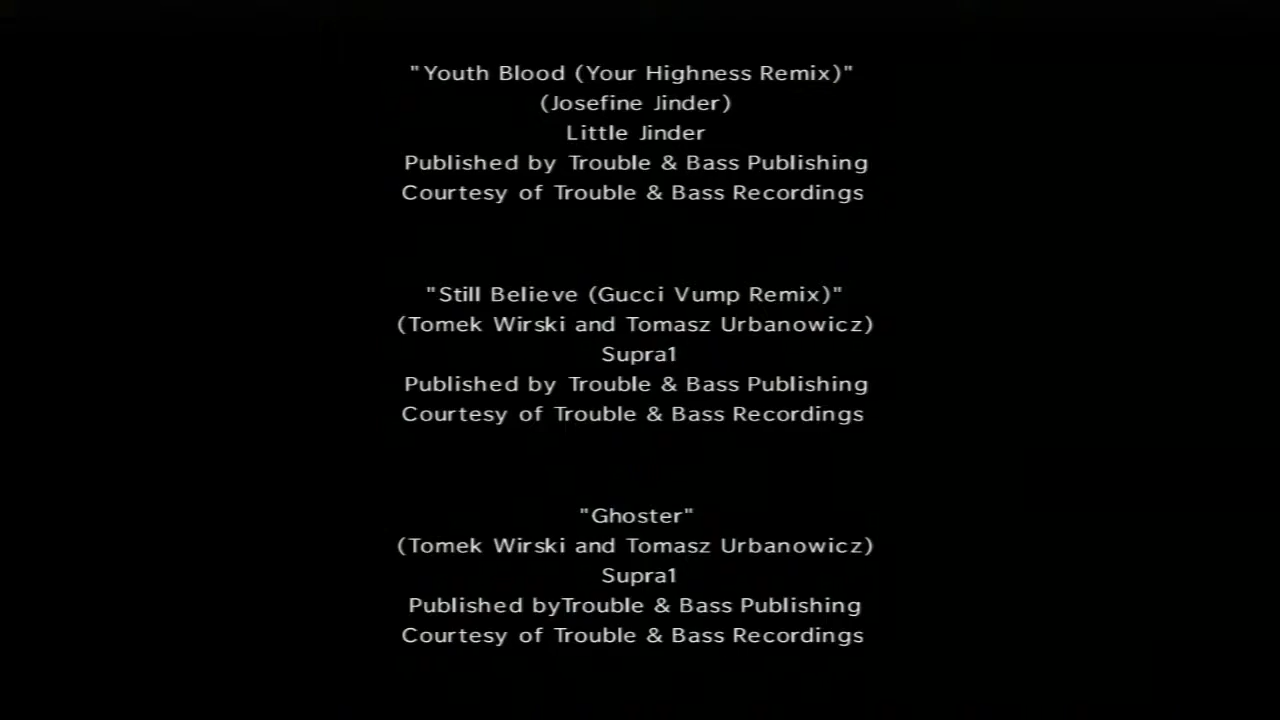 "Youth Blood (Your Highness Remix)"
(Josefine Jinder)
Little Jinder
Published by Trouble & Bass Publishing
Courtesy of Trouble & Bass Recordings
"Still Believe (Gucci Vump Remix)"
(Tomek Wirski and Tomasz Urbanowicz)
Supra1
Published by Trouble & Bass Publishing
Courtesy of Trouble & Bass Recordings
"Ghoster"
(Tomek Wirski and Tomasz Urbanowicz)
Supra1
Published byTrouble & Bass Publishing
Courtesy of Trouble & Bass Recordings